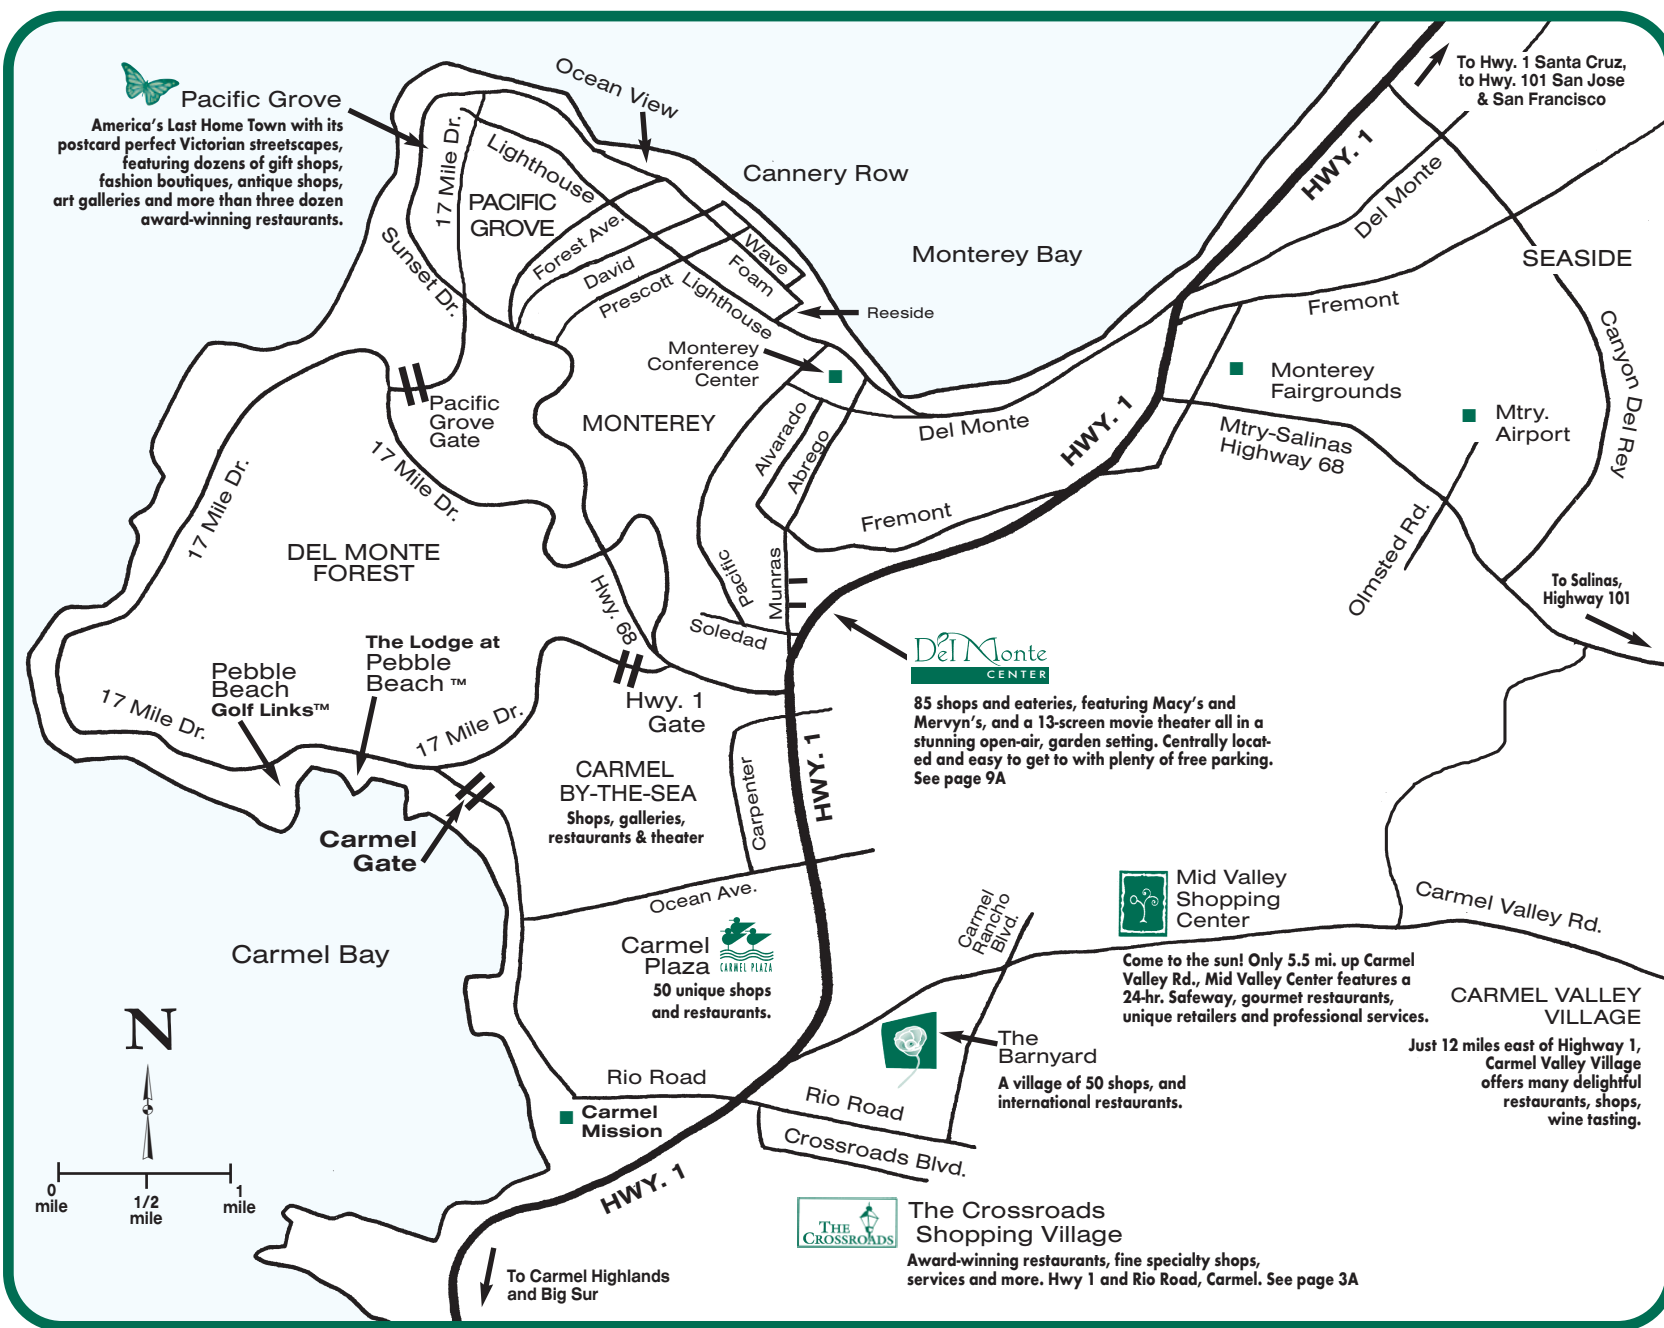 Pacific Grove
America's Last Home Town with its
postcard perfect Victorian streetscapes,
featuring dozens of gift shops,
fashion boutiques, antique shops,
art galleries and more than three dozen
award-winning restaurants.
Ocean View
Cannery Row
Monterey Bay
To Hwy. 1 Santa Cruz,
to Hwy. 101 San Jose
& San Francisco
HWY. 1
Del Monte
SEASIDE
Fremont
Canyon Del Rey
17 Mile Dr.
Lighthouse
PACIFIC
GROVE
Sunset Dr.
Forest Ave.
David
Prescott
Wave
Foam
Lighthouse
Reeside
Monterey
Conference
Center
MONTEREY
Pacific
Grove
Gate
Alvarado
Abrego
Del Monte
HWY. 1
Monterey
Fairgrounds
Mtry.
Airport
Mtry-Salinas
Highway 68
Olmsted Rd.
To Salinas,
Highway 101
Fremont
17 Mile Dr.
17 Mile Dr.
DEL MONTE
FOREST
Hwy. 68
Pacific
Munras
Soledad
Del Monte
CENTER
85 shops and eateries, featuring Macy's and
Mervyn's, and a 13-screen movie theater all in a
stunning open-air, garden setting. Centrally locat-
ed and easy to get to with plenty of free parking.
See page 9A
The Lodge at
Pebble
Beach ™
Pebble
Beach
Golf Links™
17 Mile Dr.
17 Mile Dr.
Hwy. 1
Gate
CARMEL
BY-THE-SEA
Shops, galleries,
restaurants & theater
Carpenter
HWY. 1
Carmel
Gate
Ocean Ave.
Carmel Bay
Carmel
Plaza
CARMEL PLAZA
50 unique shops
and restaurants.
Carmel
Rancho
Blvd.
Mid Valley
Shopping
Center
Come to the sun! Only 5.5 mi. up Carmel
Valley Rd., Mid Valley Center features a
24-hr. Safeway, gourmet restaurants,
unique retailers and professional services.
Carmel Valley Rd.
CARMEL VALLEY
VILLAGE
Just 12 miles east of Highway 1,
Carmel Valley Village
offers many delightful
restaurants, shops,
wine tasting.
The
Barnyard
A village of 50 shops, and
international restaurants.
Rio Road
Rio Road
Crossroads Blvd.
Carmel
Mission
HWY. 1
N
0
mile
1/2
mile
1
mile
THE
CROSSROADS
The Crossroads
Shopping Village
Award-winning restaurants, fine specialty shops,
services and more. Hwy 1 and Rio Road, Carmel. See page 3A
To Carmel Highlands
and Big Sur